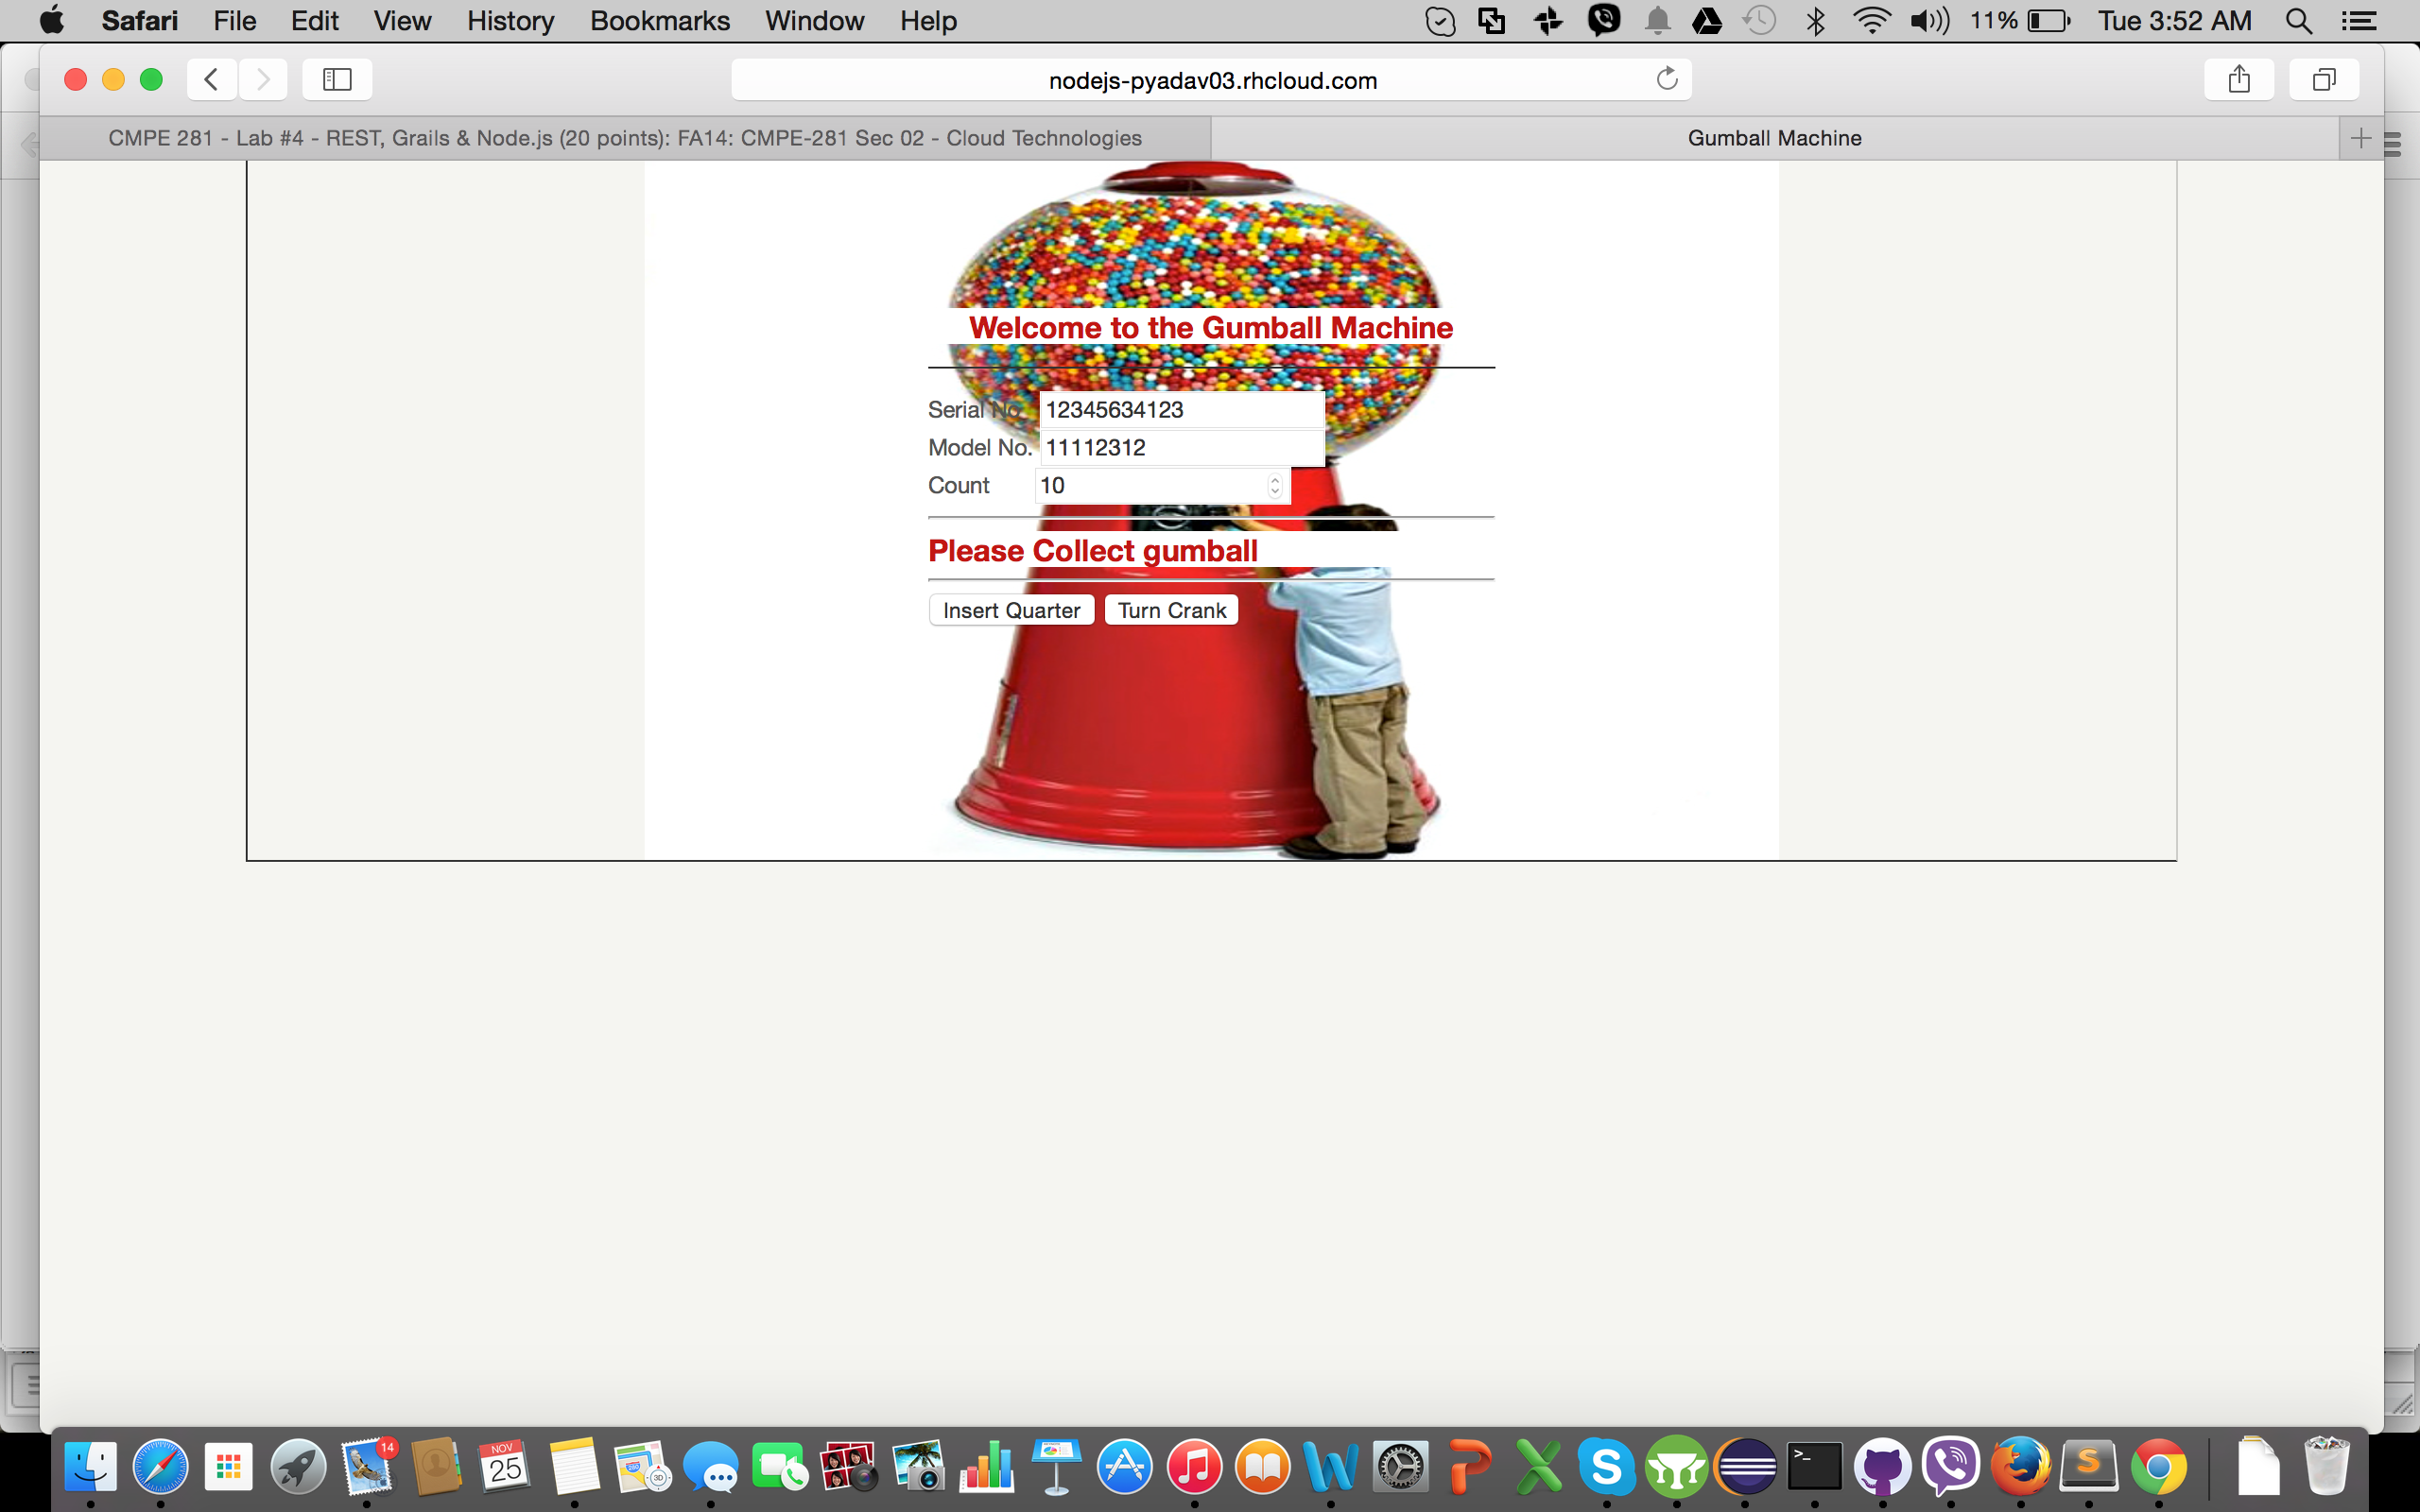 Safari File Edit View History Bookmarks Window Help 11% Tue 3:52 AM
nodejs-pyadav03.rhcloud.com
CMPE 281 - Lab #4 - REST, Grails & Node.js (20 points): FA14: CMPE-281 Sec 02 - Cloud Technologies
Gumball Machine
Welcome to the Gumball Machine
Serial No. 12345634123
Model No. 11112312
Count 10
Please Collect gumball
Insert Quarter Turn Crank
14
NOV
25